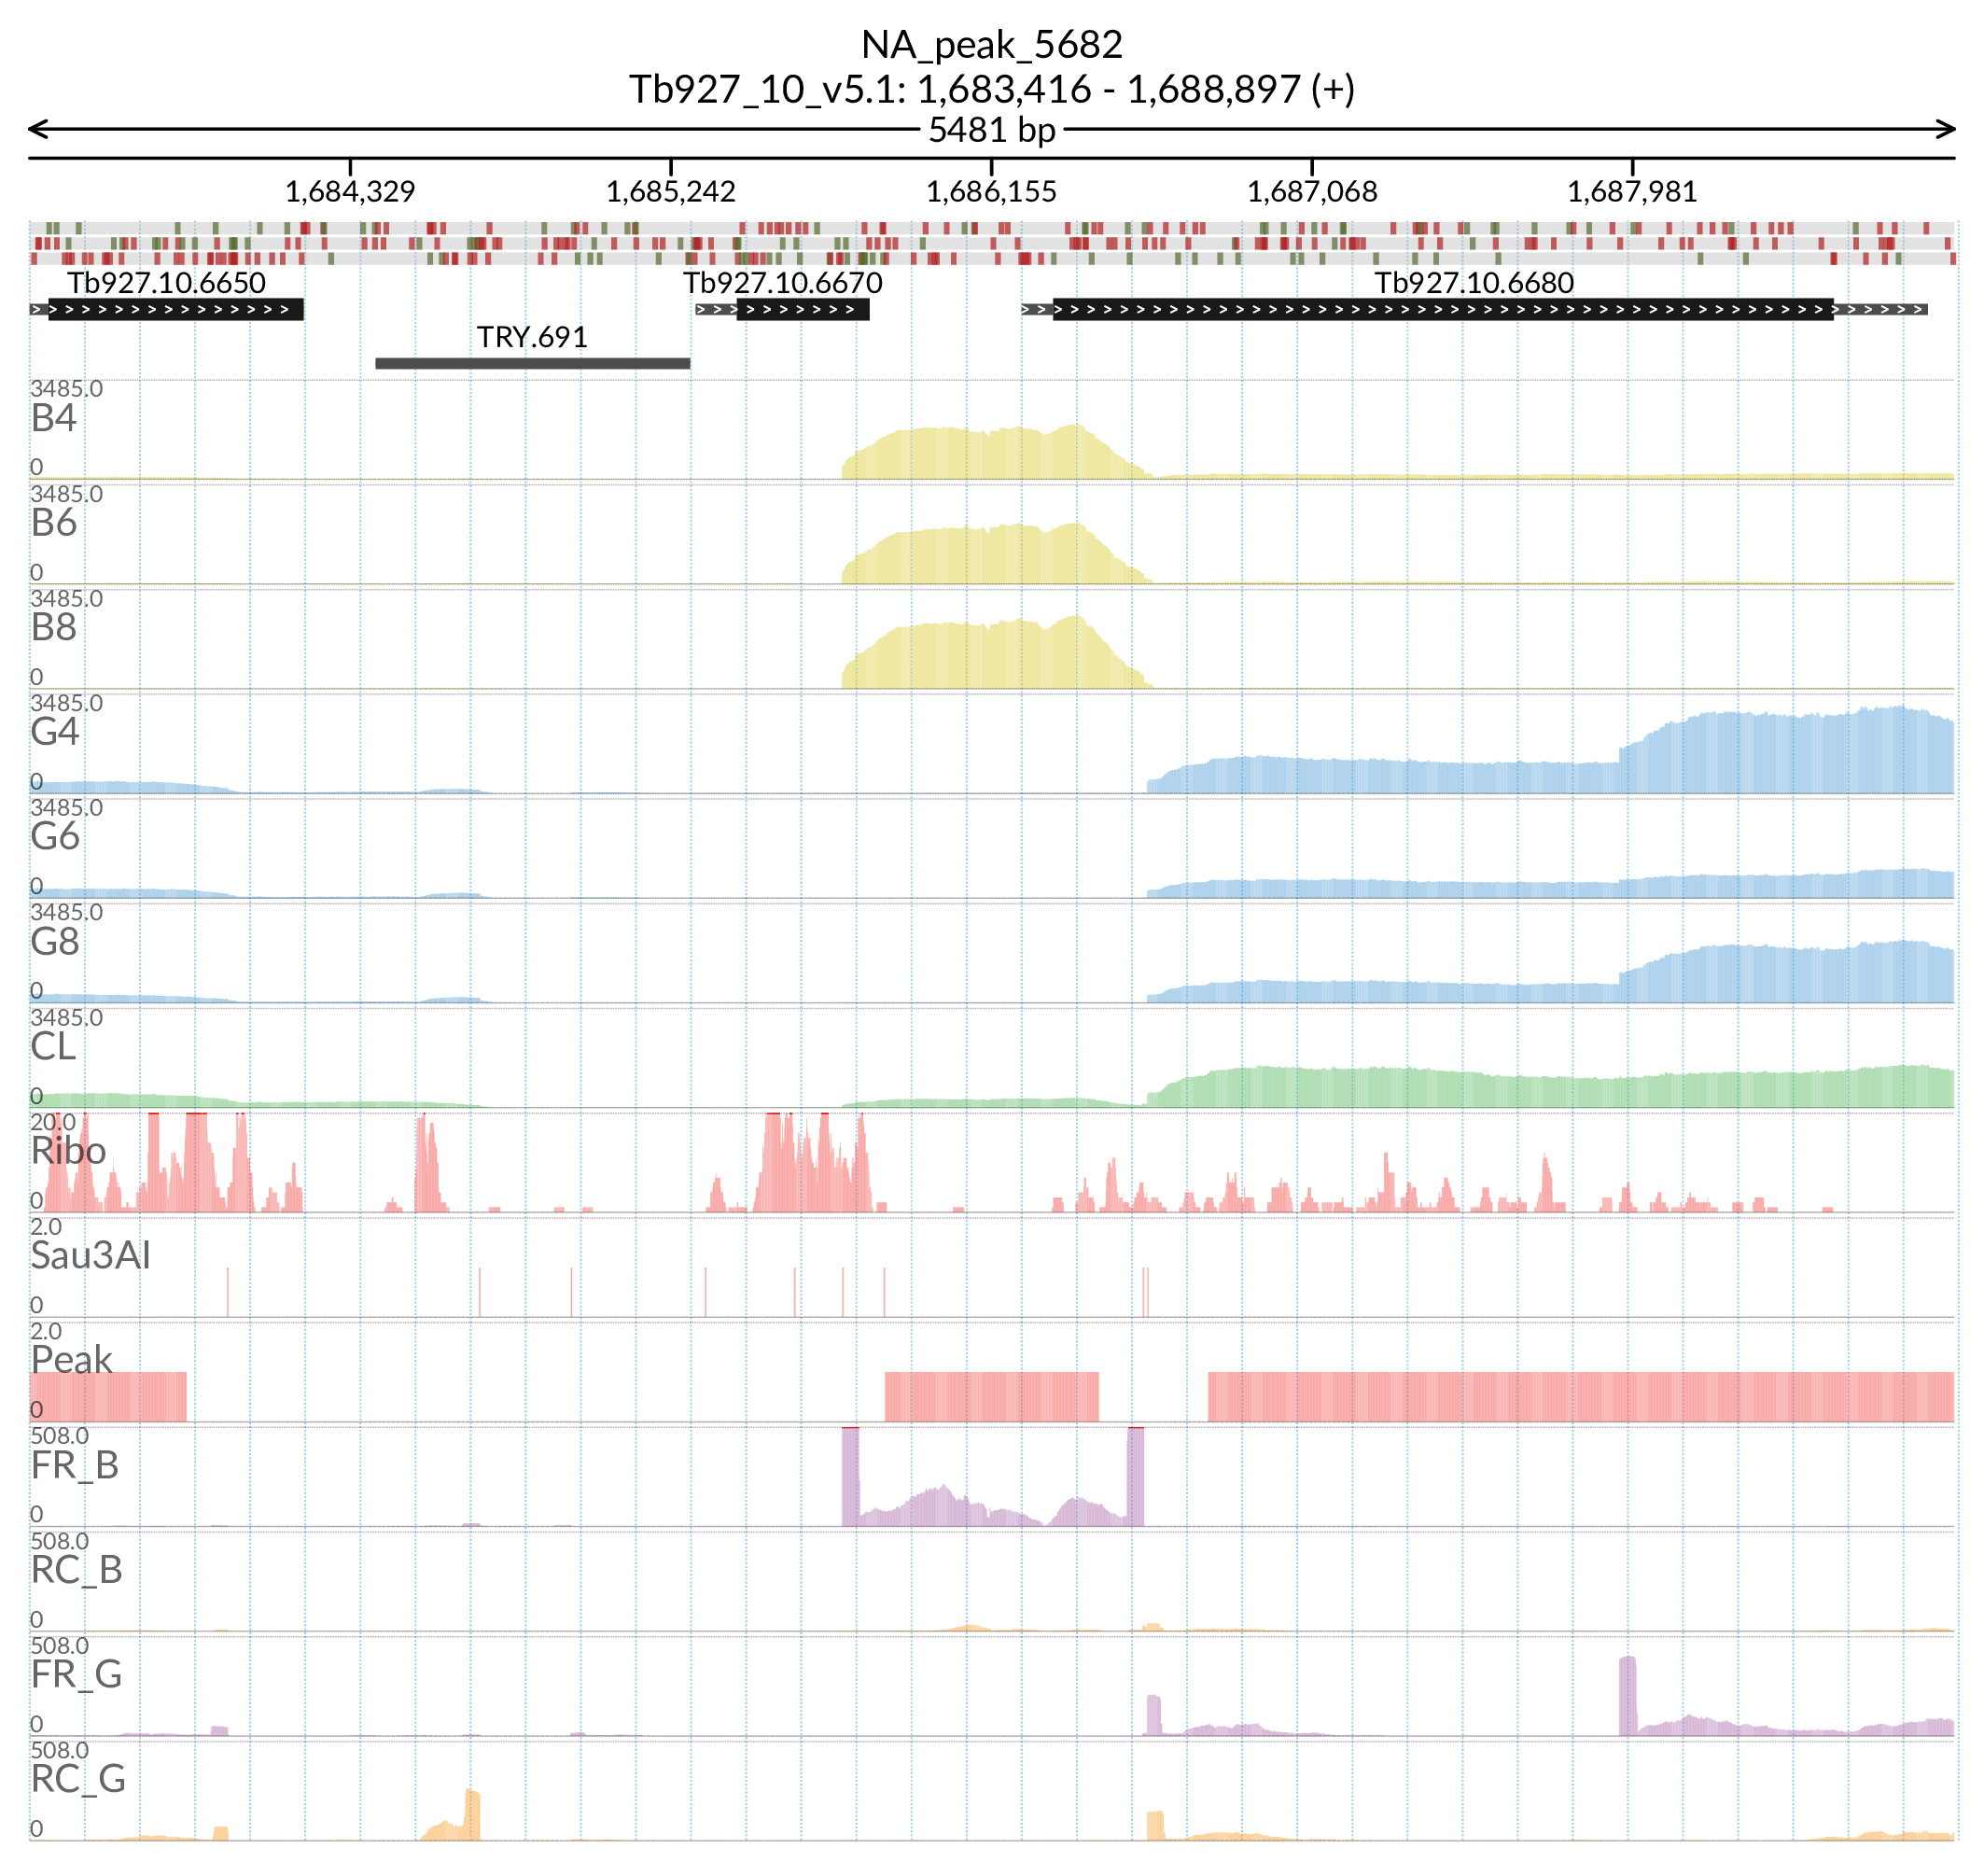 NA_peak_5682
Tb927_10_v5.1: 1,683,416 - 1,688,897 (+)
5481 bp
1,684,329 1,685,242 1,686,155 1,687,068 1,687,981
Tb927.10.6650 Tb927.10.6670 Tb927.10.6680
TRY.691
3485.0
B4
0
3485.0
B6
0
3485.0
B8
0
3485.0
G4
0
3485.0
G6
0
3485.0
G8
0
3485.0
CL
0
20.0
Ribo
0
2.0
Sau3AI
0
2.0
Peak
0
508.0
FR_B
0
508.0
RC_B
0
508.0
FR_G
0
508.0
RC_G
0